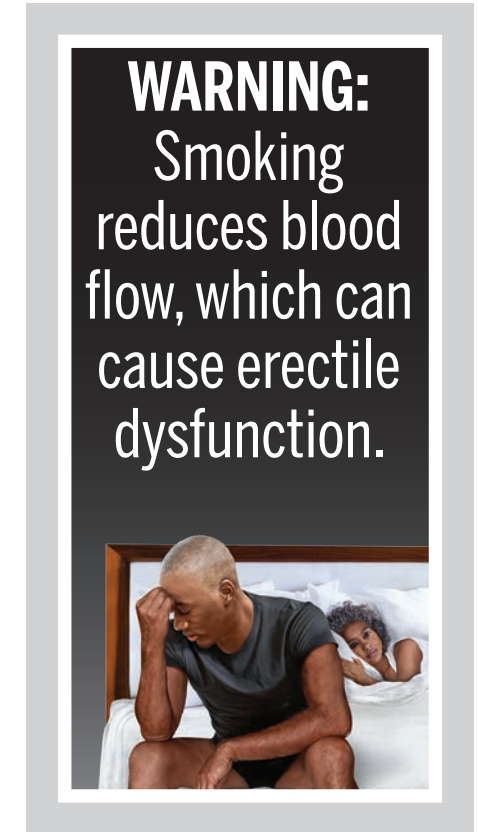 WARNING:
Smoking
reduces blood
flow, which can
cause erectile
dysfunction.